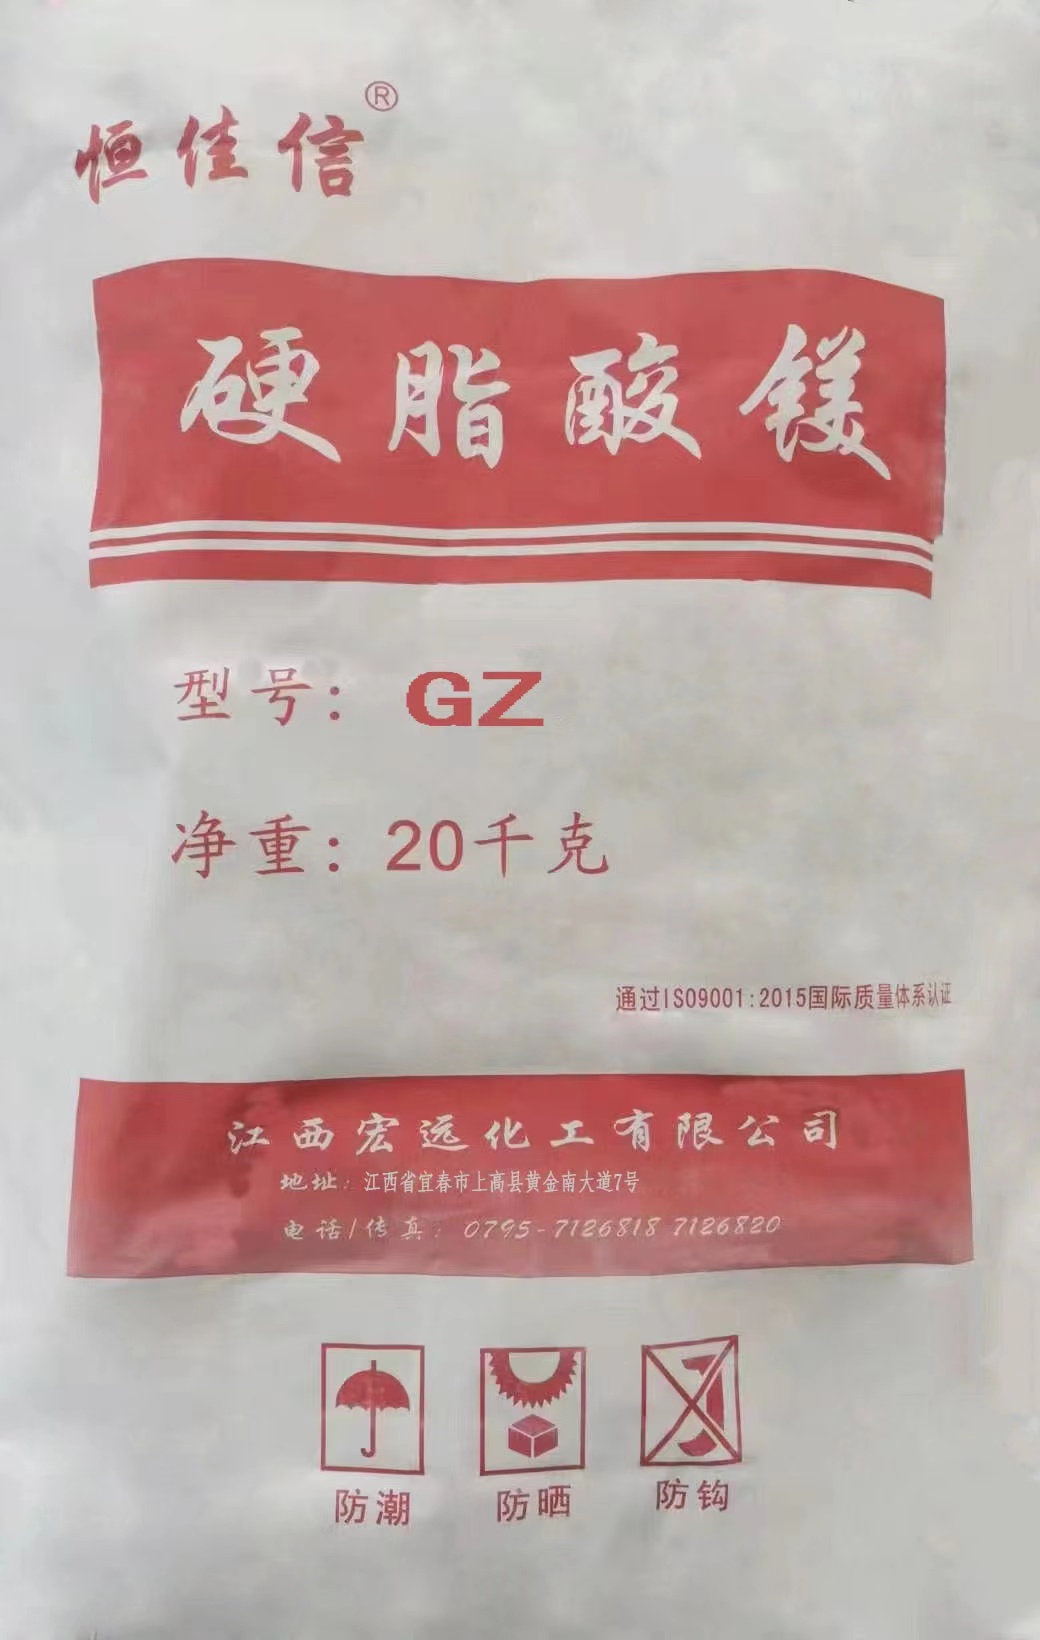 恒佳信®
硬脂酸镁
型号：GZ
净重：20千克
通过ISO9001:2015国际质量体系认证
江西宏远化工有限公司
地址：江西省宜春市上高县黄金南大道7号
电话/传真：0795-7126818 7126820
防潮 防晒 防钩